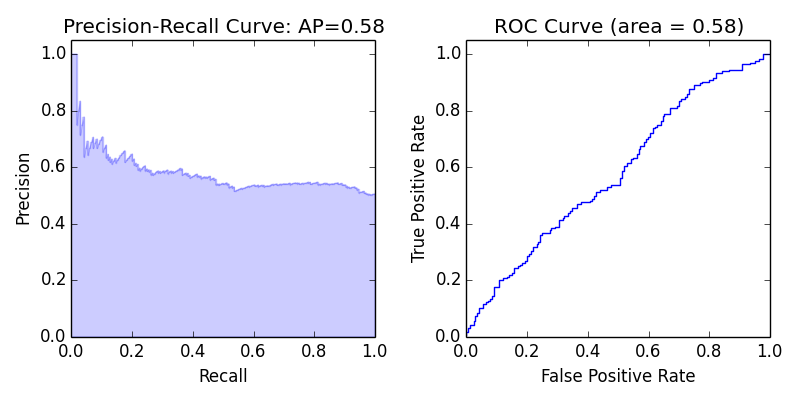 Precision-Recall Curve: AP=0.58
1.0
0.8
0.6
0.4
0.2
0.0
Precision
0.0 0.2 0.4 0.6 0.8 1.0
Recall
ROC Curve (area = 0.58)
1.0
0.8
0.6
0.4
0.2
0.0
True Positive Rate
0.0 0.2 0.4 0.6 0.8 1.0
False Positive Rate